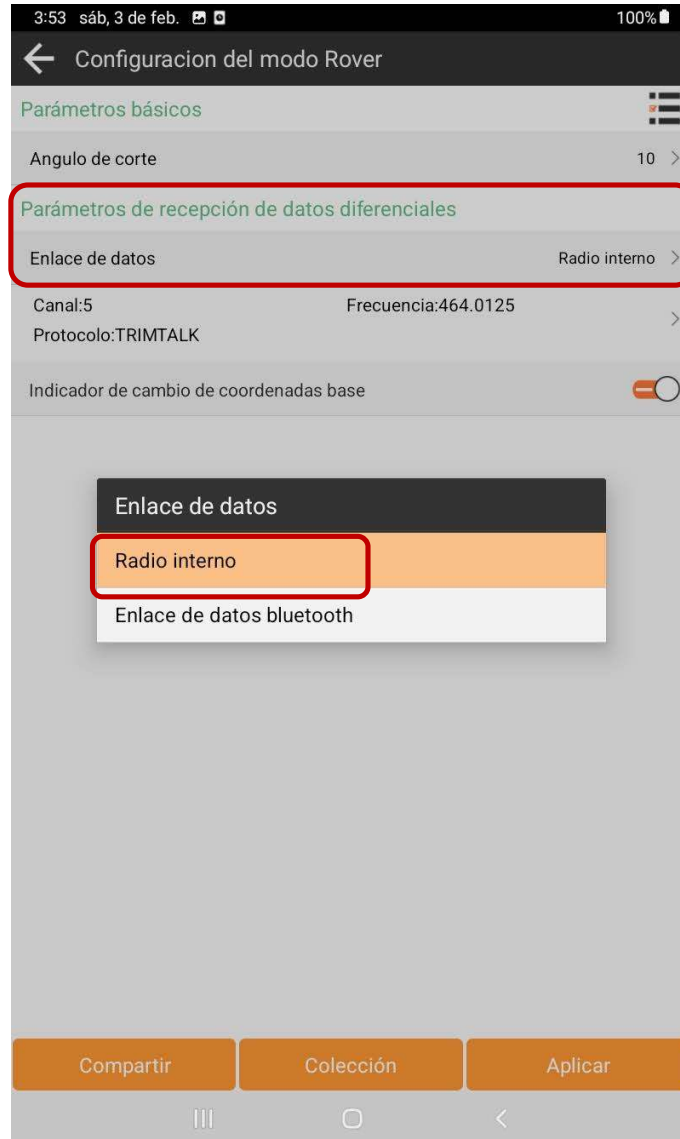 3:53 sáb, 3 de feb. 100%
Configuracion del modo Rover
Parámetros básicos
Angulo de corte 10
Parámetros de recepción de datos diferenciales
Enlace de datos Radio interno
Canal:5 Frecuencia:464.0125
Protocolo:TRIMTALK
Indicador de cambio de coordenadas base
Enlace de datos
Radio interno
Enlace de datos bluetooth
Compartir Colección Aplicar